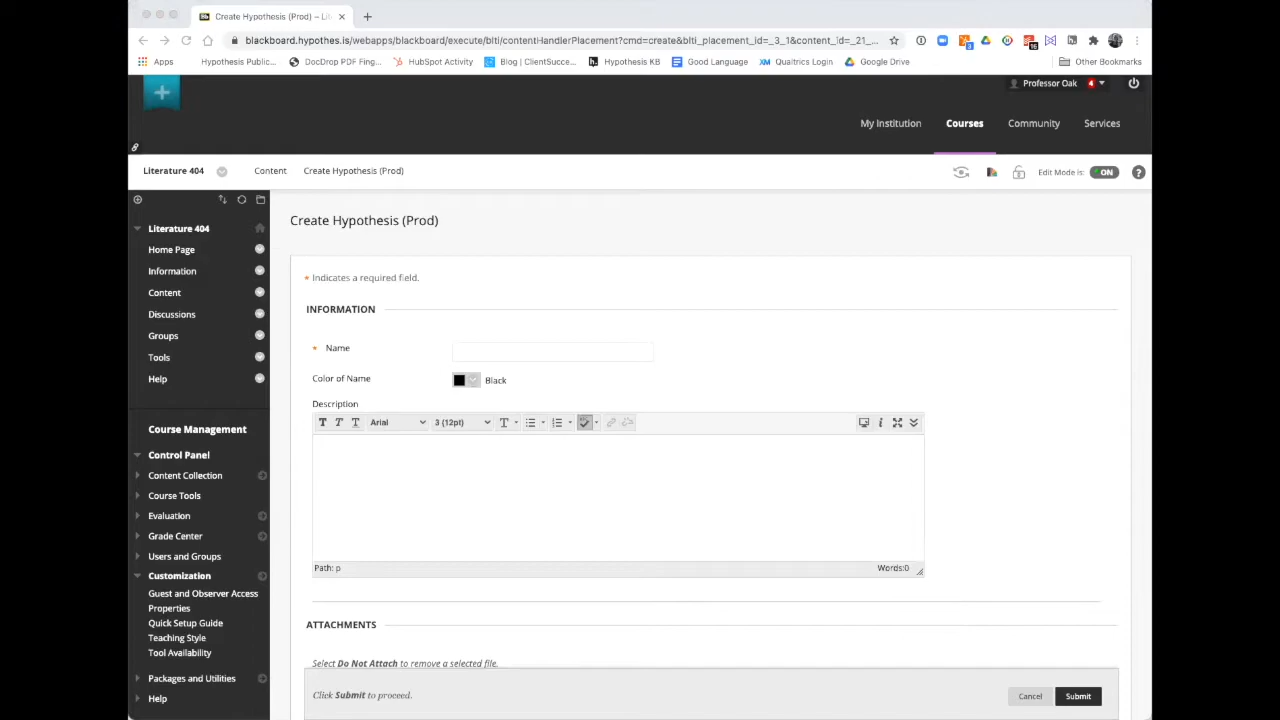 Create Hypothesis (Prod) – Lit
blackboard.hypothes.is/webapps/blackboard/execute/blti/contentHandlerPlacement?cmd=create&blti_placement_id=_3_1&content_id=_21_...
Apps Hypothesis Public... DocDrop PDF Fing... HubSpot Activity Blog | ClientSucce... Hypothesis KB Good Language Qualtrics Login Google Drive Other Bookmarks
Professor Oak 4
My Institution Courses Community Services
Literature 404 Content Create Hypothesis (Prod) Edit Mode is: ON ?
Literature 404
Home Page
Information
Content
Discussions
Groups
Tools
Help
Course Management
Control Panel
Content Collection
Course Tools
Evaluation
Grade Center
Users and Groups
Customization
Guest and Observer Access
Properties
Quick Setup Guide
Teaching Style
Tool Availability
Packages and Utilities
Help
Create Hypothesis (Prod)
* Indicates a required field.
INFORMATION
* Name
Color of Name Black
Description
T T T Arial 3 (12pt) T
Path: p Words:0
ATTACHMENTS
Select Do Not Attach to remove a selected file.
Click Submit to proceed. Cancel Submit